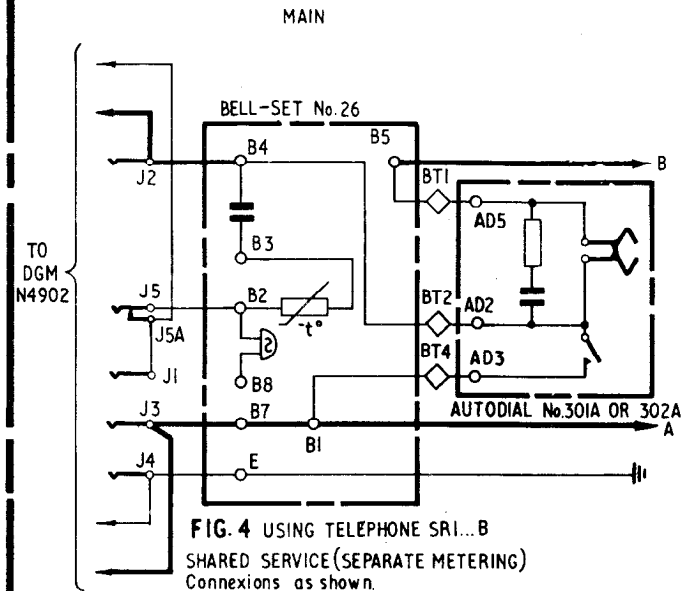 MAIN
BELL-SET No.26
B4
B5
B
J2
BT1
AD5
B3
TO
DGM
N4902
J5
B2
-t°
BT2
AD2
J5A
BT4
AD3
J1
B8
AUTODIAL No.301A OR 302A
J3
B7
B1
A
J4
E
FIG. 4 USING TELEPHONE SR1...B
SHARED SERVICE (SEPARATE METERING)
Connexions as shown.